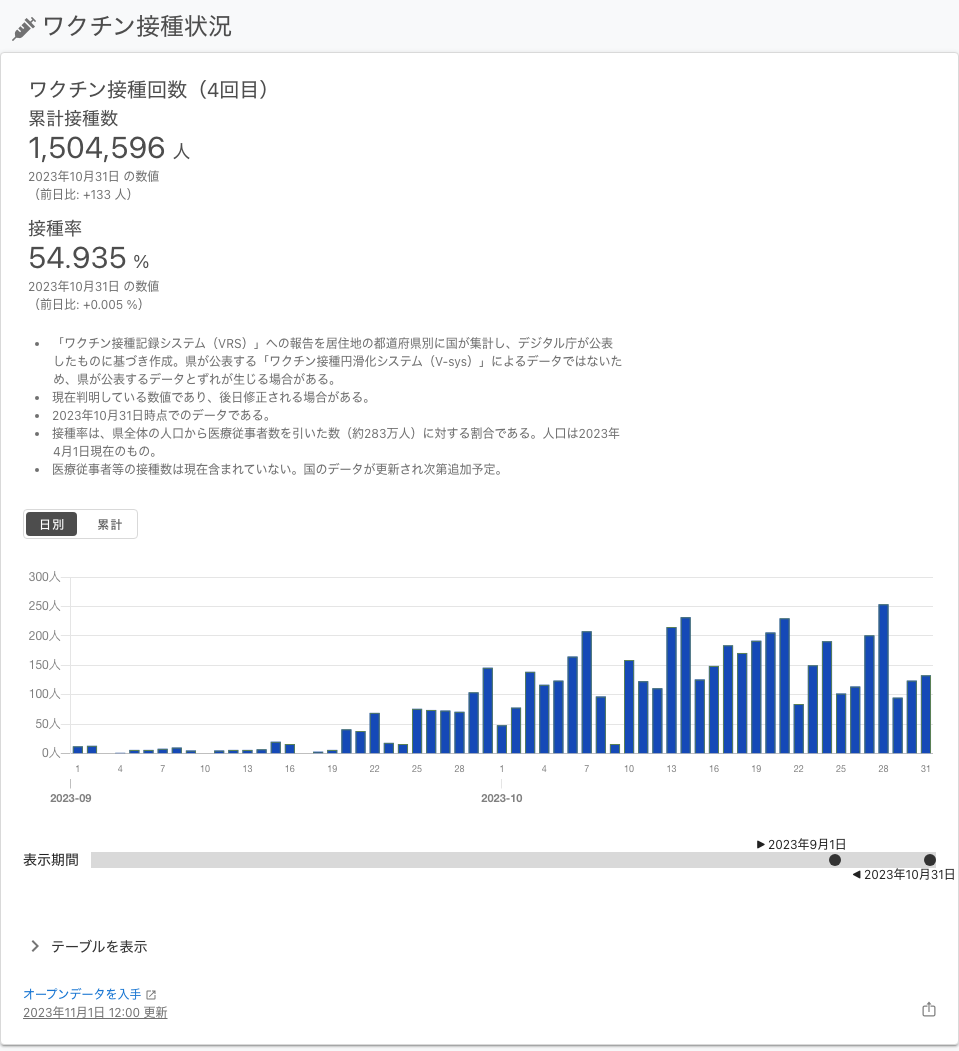 ワクチン接種状況
ワクチン接種回数（4回目）
累計接種数
1,504,596 人
2023年10月31日 の数値
（前日比: +133 人）
接種率
54.935 %
2023年10月31日 の数値
（前日比: +0.005 %）
• 「ワクチン接種記録システム（VRS）」への報告を居住地の都道府県別に国が集計し、デジタル庁が公表
したものに基づき作成。県が公表する「ワクチン接種円滑化システム（V-sys）」によるデータではないた
め、県が公表するデータとずれが生じる場合がある。
• 現在判明している数値であり、後日修正される場合がある。
• 2023年10月31日時点でのデータである。
• 接種率は、県全体の人口から医療従事者数を引いた数（約283万人）に対する割合である。人口は2023年
4月1日現在のもの。
• 医療従事者等の接種数は現在含まれていない。国のデータが更新され次第追加予定。
日別 累計
300人
250人
200人
150人
100人
50人
0人
1 4 7 10 13 16 19 22 25 28 1 4 7 10 13 16 19 22 25 28 31
2023-09 2023-10
▶ 2023年9月1日
表示期間
◀ 2023年10月31日
テーブルを表示
オープンデータを入手
2023年11月1日 12:00 更新